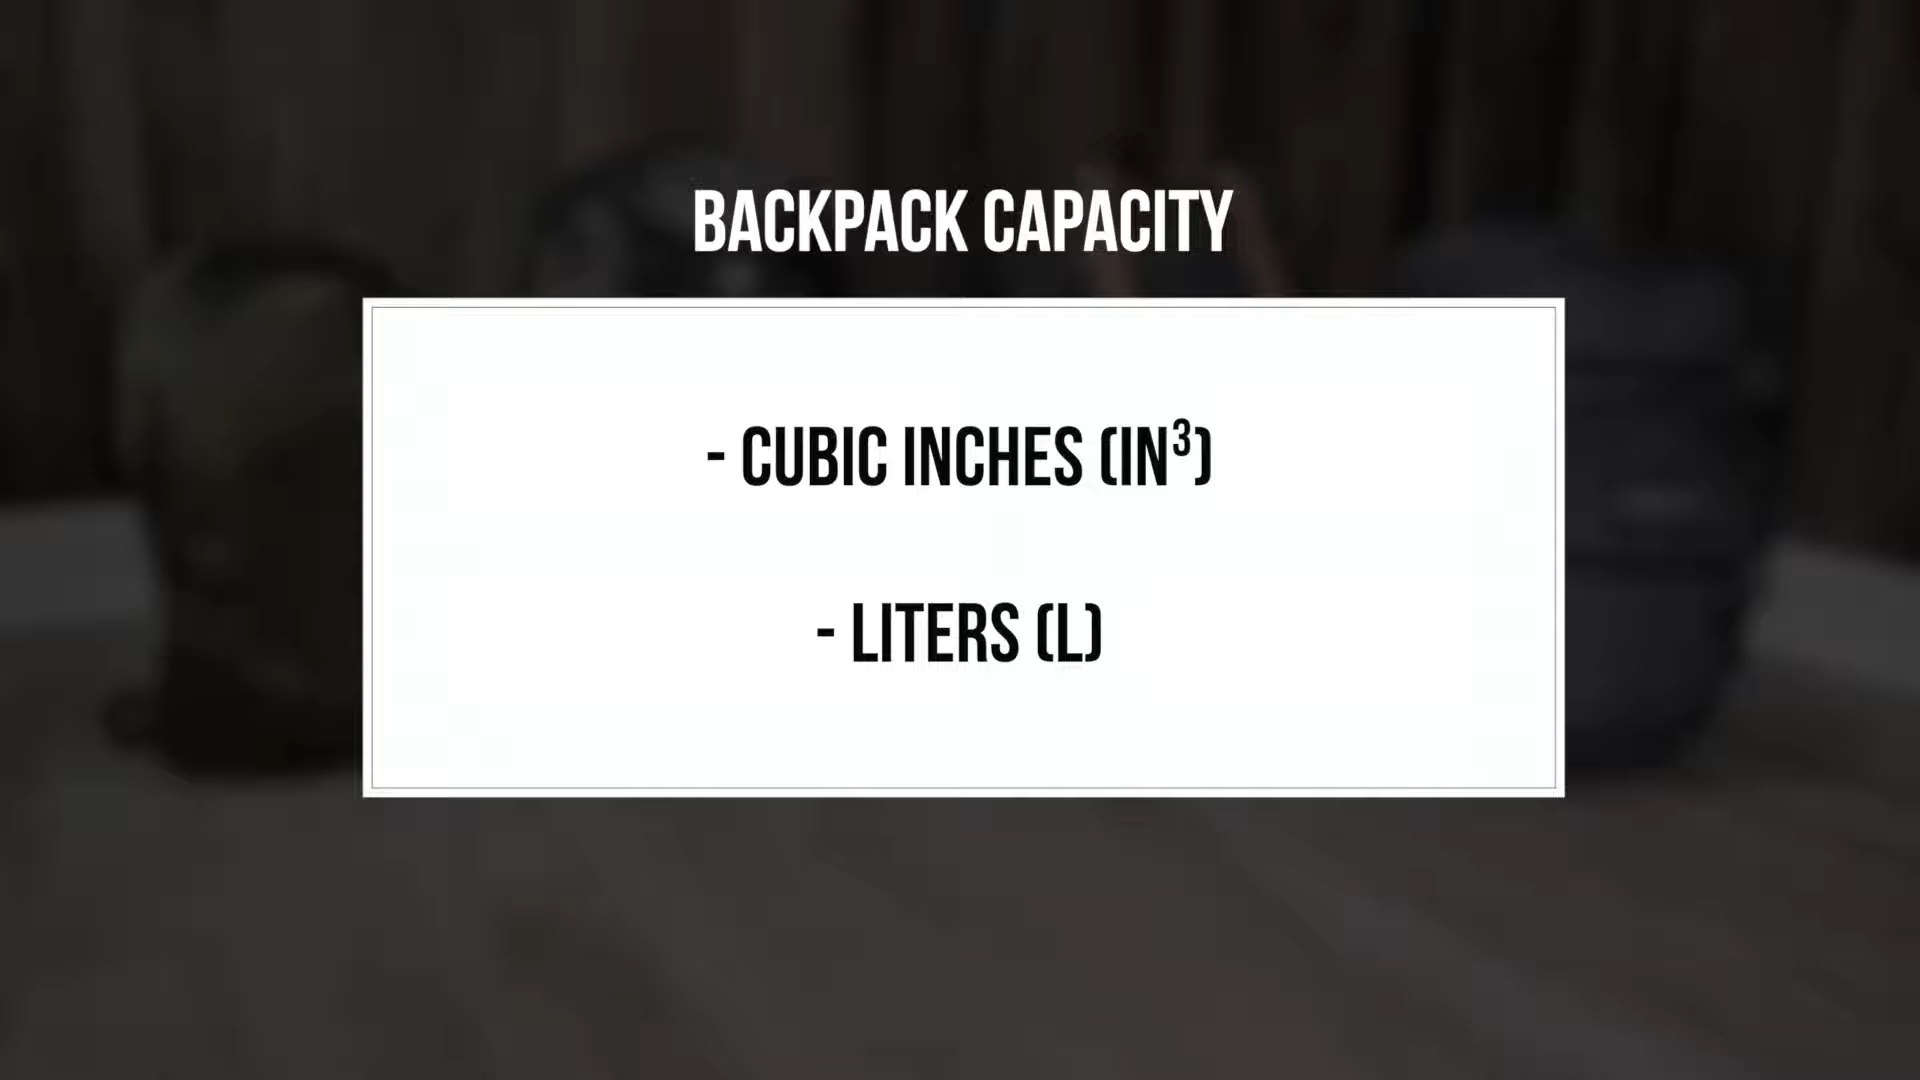 BACKPACK CAPACITY
- CUBIC INCHES (IN³)
- LITERS (L)